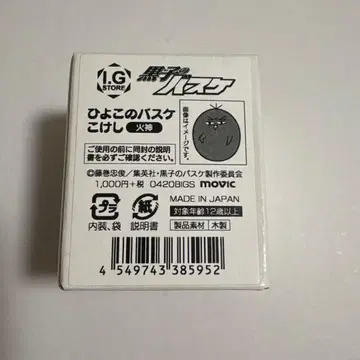 I.G
STORE
黒子のバスケ
ひよこのバスケ
こけし 火神
画像はイメージです。
ご使用の前に同封の説明
書を必ずご確認ください。
©藤巻忠俊/集英社・黒子のバスケ製作委員会
1,000円+税 0420BIGS movic
MADE IN JAPAN
対象年齢12歳以上
プラ 紙
内装、袋 説明書
製品素材 木製
4 549743 385952